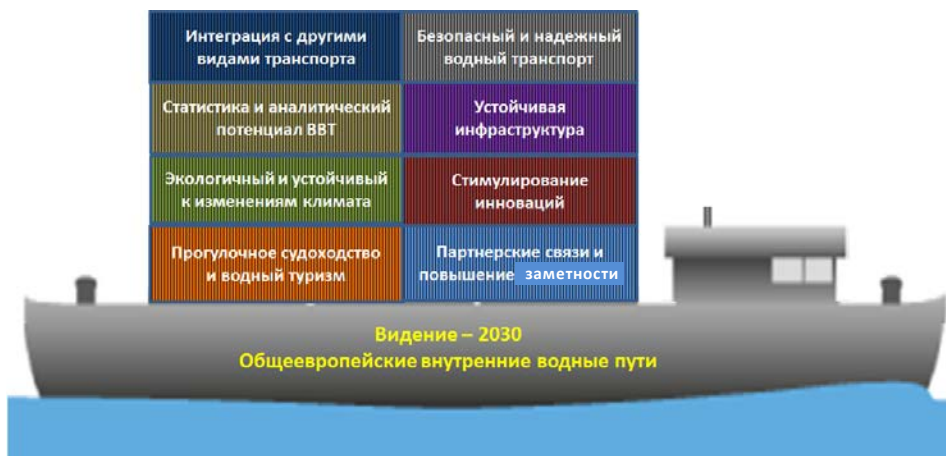 Интеграция с другими
видами транспорта
Безопасный и надежный
водный транспорт
Статистика и аналитический
потенциал ВВТ
Устойчивая
инфраструктура
Экологичный и устойчивый
к изменениям климата
Стимулирование
инноваций
Прогулочное судоходство
и водный туризм
Партнерские связи и
повышение заметности
Видение – 2030
Общеевропейские внутренние водные пути